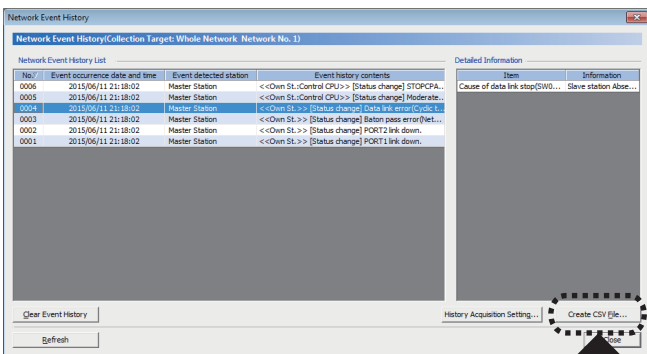 Network Event History
Network Event History(Collection Target: Whole Network  Network No. 1)
Network Event History List
Detailed Information
No. Event occurrence date and time Event detected station Event history contents
Item Information
0006 2015/06/11 21:18:02 Master Station <<Own St.:Control CPU>> [Status change] STOPCPA...
Cause of data link stop(SW0... Slave station Abse...
0005 2015/06/11 21:18:02 Master Station <<Own St.:Control CPU>> [Status change] Moderate...
0004 2015/06/11 21:18:02 Master Station <<Own St.>> [Status change] Data link error(Cyclic t...
0003 2015/06/11 21:18:02 Master Station <<Own St.>> [Status change] Baton pass error(Net...
0002 2015/06/11 21:18:02 Master Station <<Own St.>> [Status change] PORT2 link down.
0001 2015/06/11 21:18:02 Master Station <<Own St.>> [Status change] PORT1 link down.
Clear Event History
History Acquisition Setting...
Create CSV File...
Refresh
Close